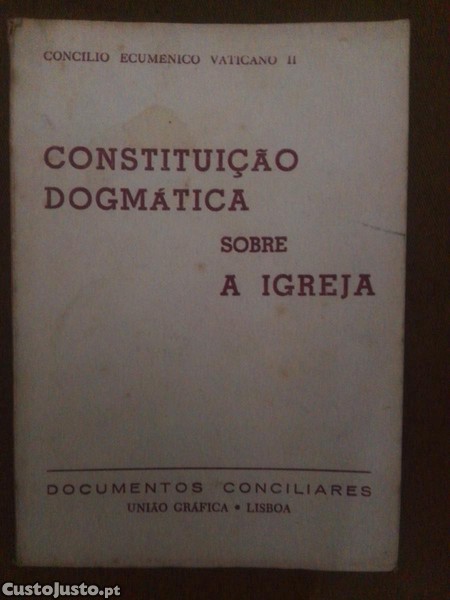 CONCILIO ECUMENICO VATICANO II
CONSTITUIÇÃO
DOGMÁTICA
SOBRE
A IGREJA
DOCUMENTOS CONCILIARES
UNIÃO GRÁFICA • LISBOA
CustoJusto.pt